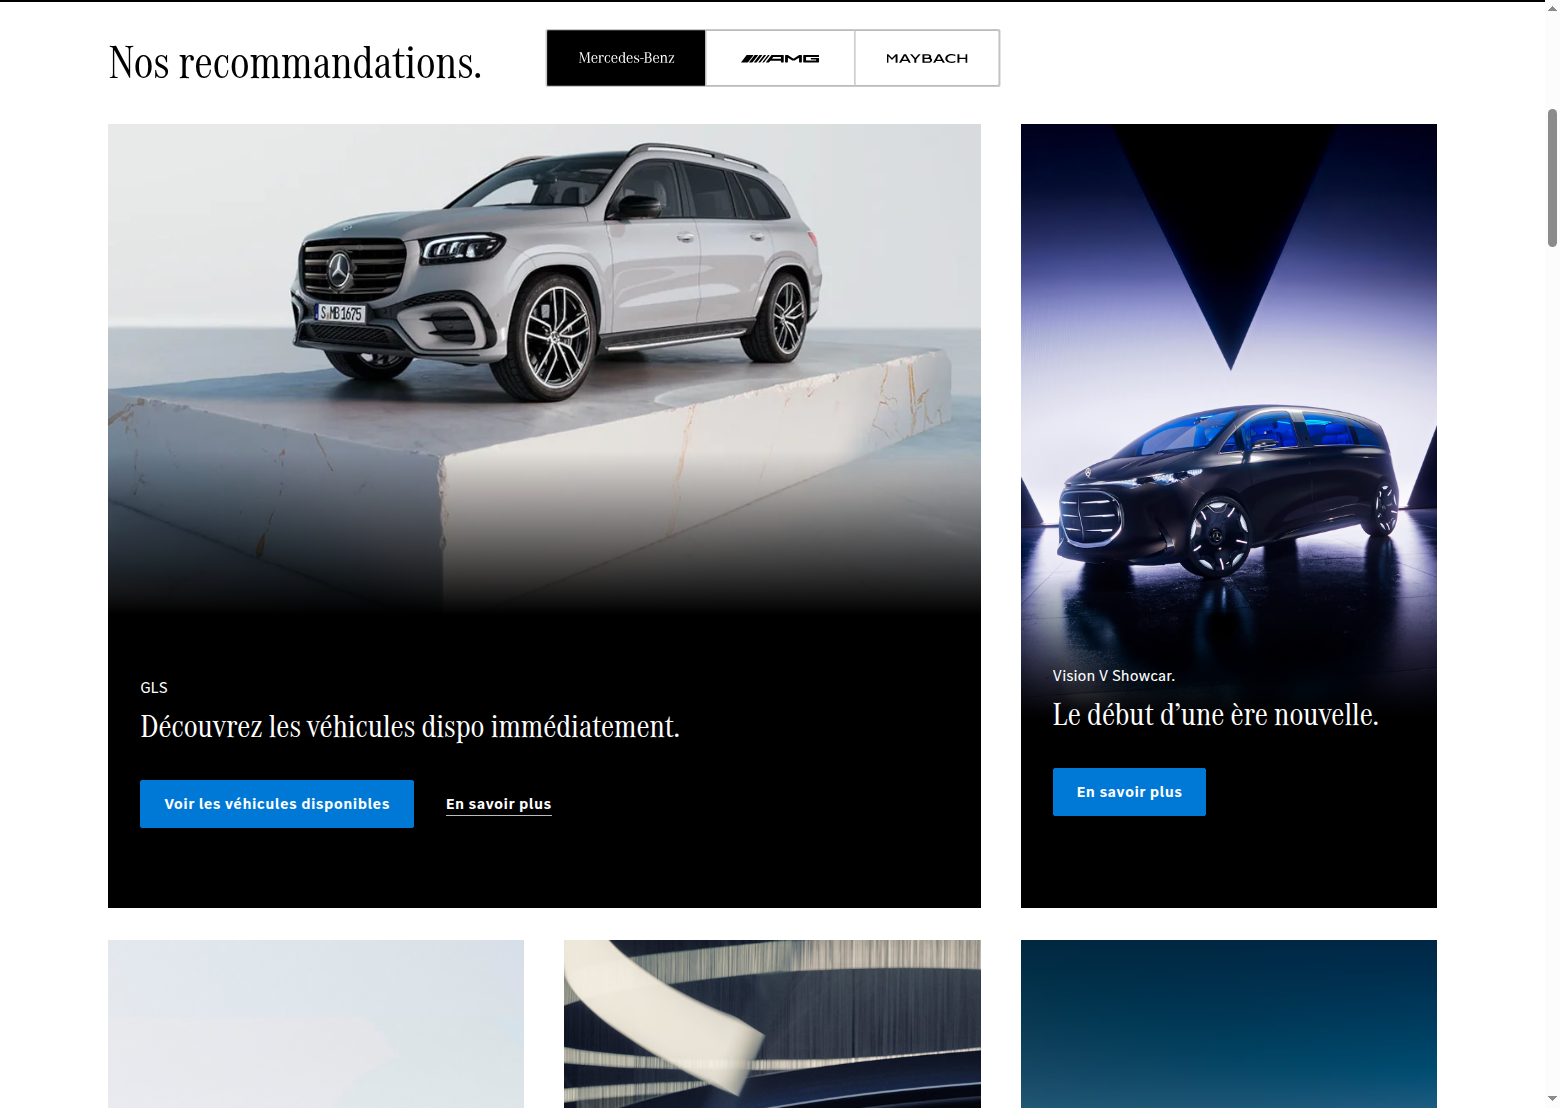 Nos recommandations.
Mercedes-Benz
AMG
MAYBACH
S MB 1675
GLS
Découvrez les véhicules dispo immédiatement.
Voir les véhicules disponibles
En savoir plus
Vision V Showcar.
Le début d’une ère nouvelle.
En savoir plus